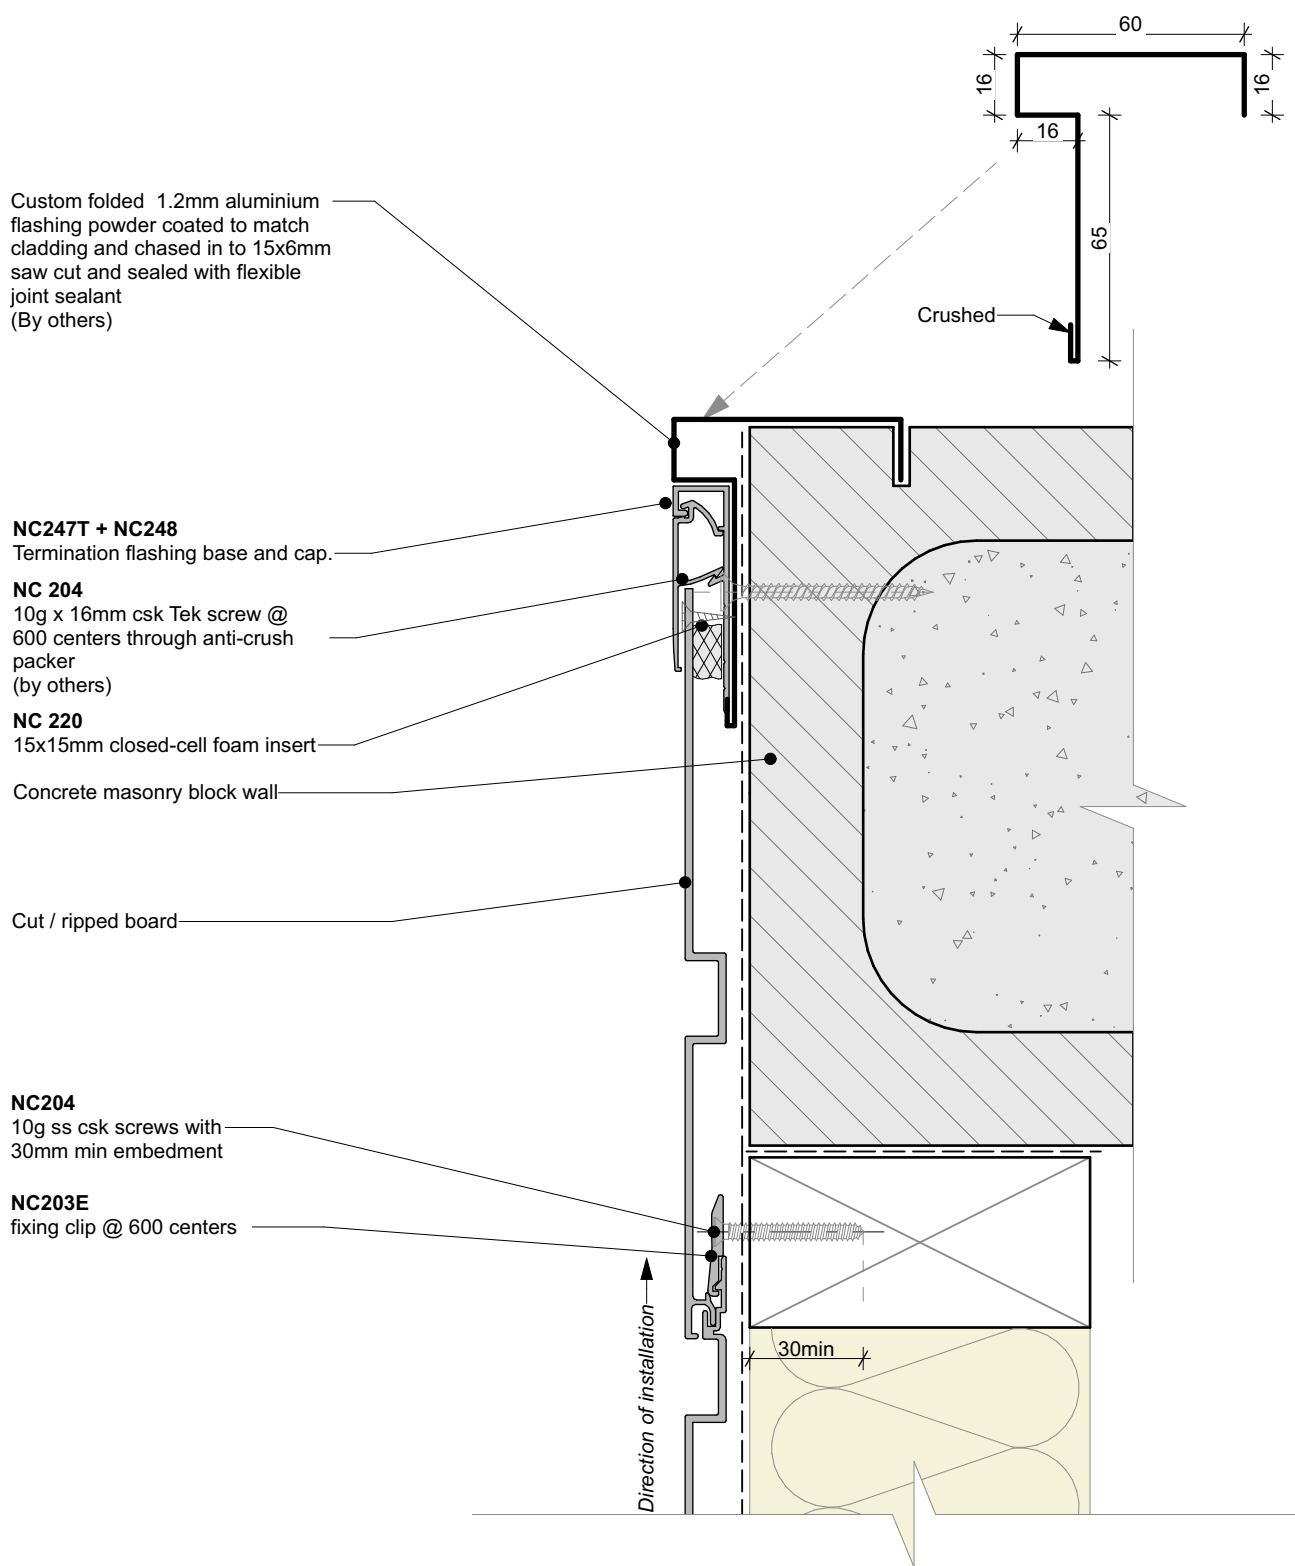 60
16
16
16
65
Crushed
Custom folded 1.2mm aluminium
flashing powder coated to match
cladding and chased in to 15x6mm
saw cut and sealed with flexible
joint sealant
(By others)
NC247T + NC248
Termination flashing base and cap.
NC 204
10g x 16mm csk Tek screw @
600 centers through anti-crush
packer
(by others)
NC 220
15x15mm closed-cell foam insert
Concrete masonry block wall
Cut / ripped board
NC204
10g ss csk screws with
30mm min embedment
NC203E
fixing clip @ 600 centers
Direction of installation
30min